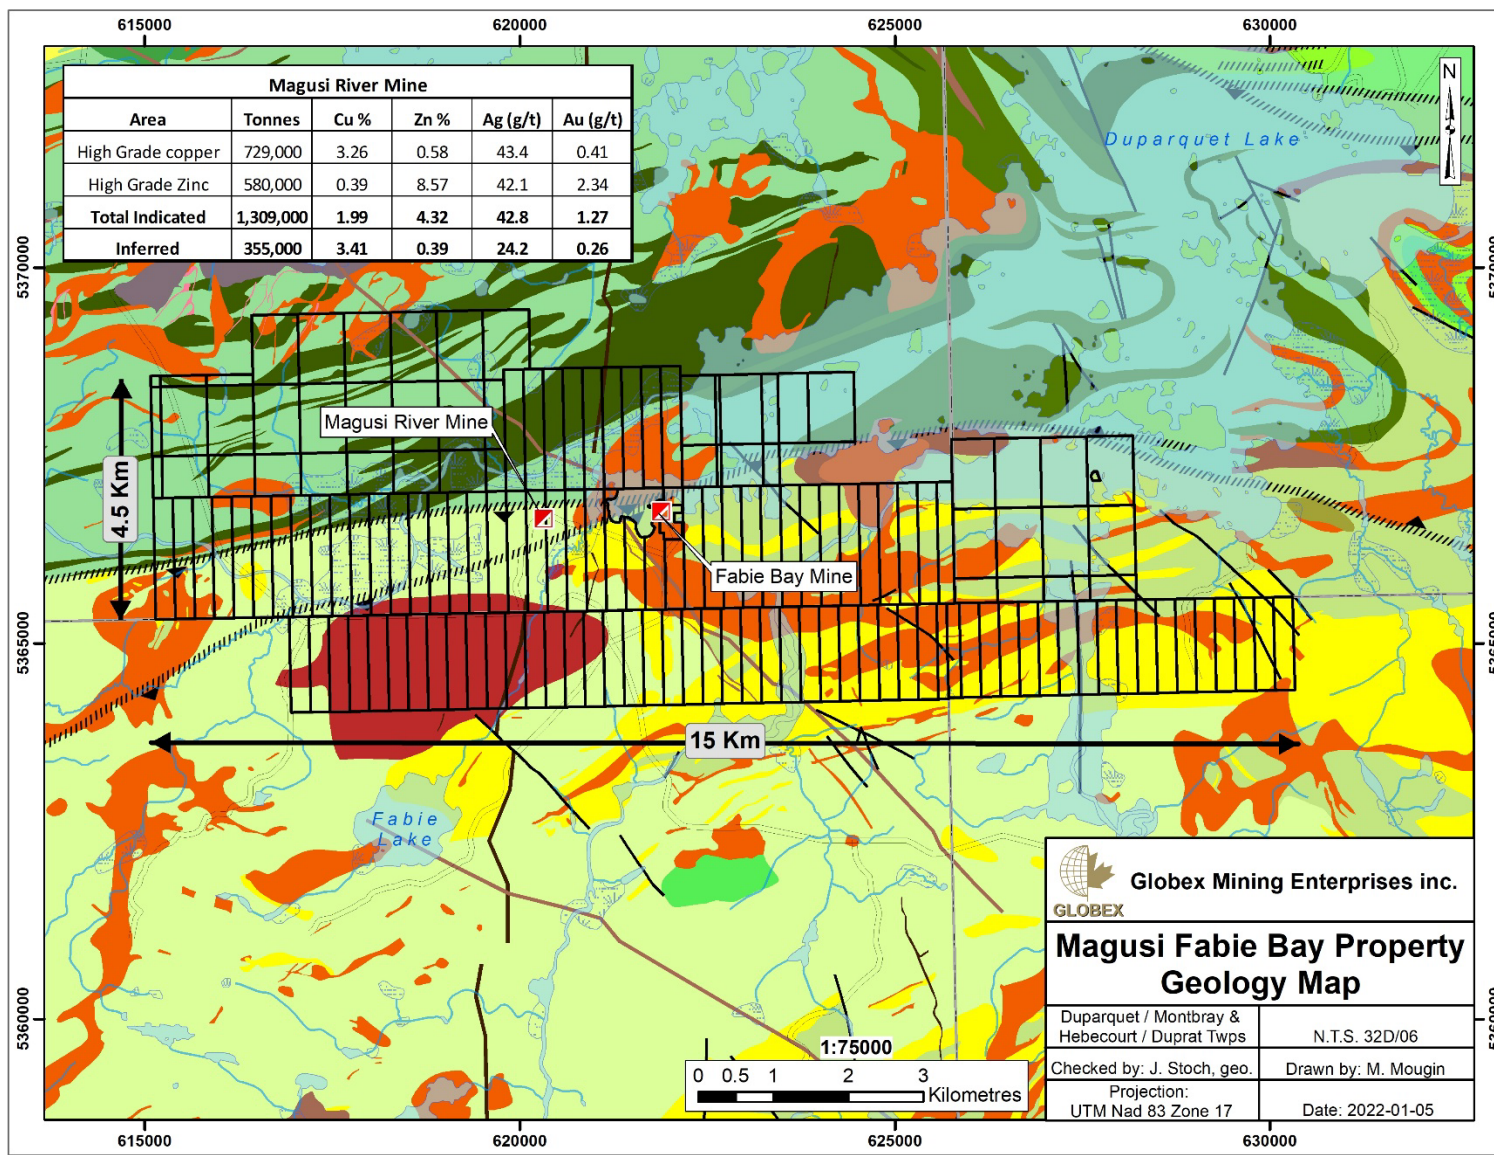 615000 620000 625000 630000
Magusi River Mine
Area Tonnes Cu % Zn % Ag (g/t) Au (g/t)
High Grade copper 729,000 3.26 0.58 43.4 0.41
High Grade Zinc 580,000 0.39 8.57 42.1 2.34
Total Indicated 1,309,000 1.99 4.32 42.8 1.27
Inferred 355,000 3.41 0.39 24.2 0.26
N
Duparquet Lake
5370000
5370000
Magusi River Mine
4.5 Km
Fabie Bay Mine
5365000
5365000
15 Km
Fabie
Lake
GLOBEX
Globex Mining Enterprises inc.
Magusi Fabie Bay Property
Geology Map
Duparquet / Montbray &
Hebecourt / Duprat Twps
N.T.S. 32D/06
Checked by: J. Stoch, geo.
Drawn by: M. Mougin
Projection:
UTM Nad 83 Zone 17
Date: 2022-01-05
5360000
5360000
1:75000
0 0.5 1 2 3
Kilometres
615000 620000 625000 630000